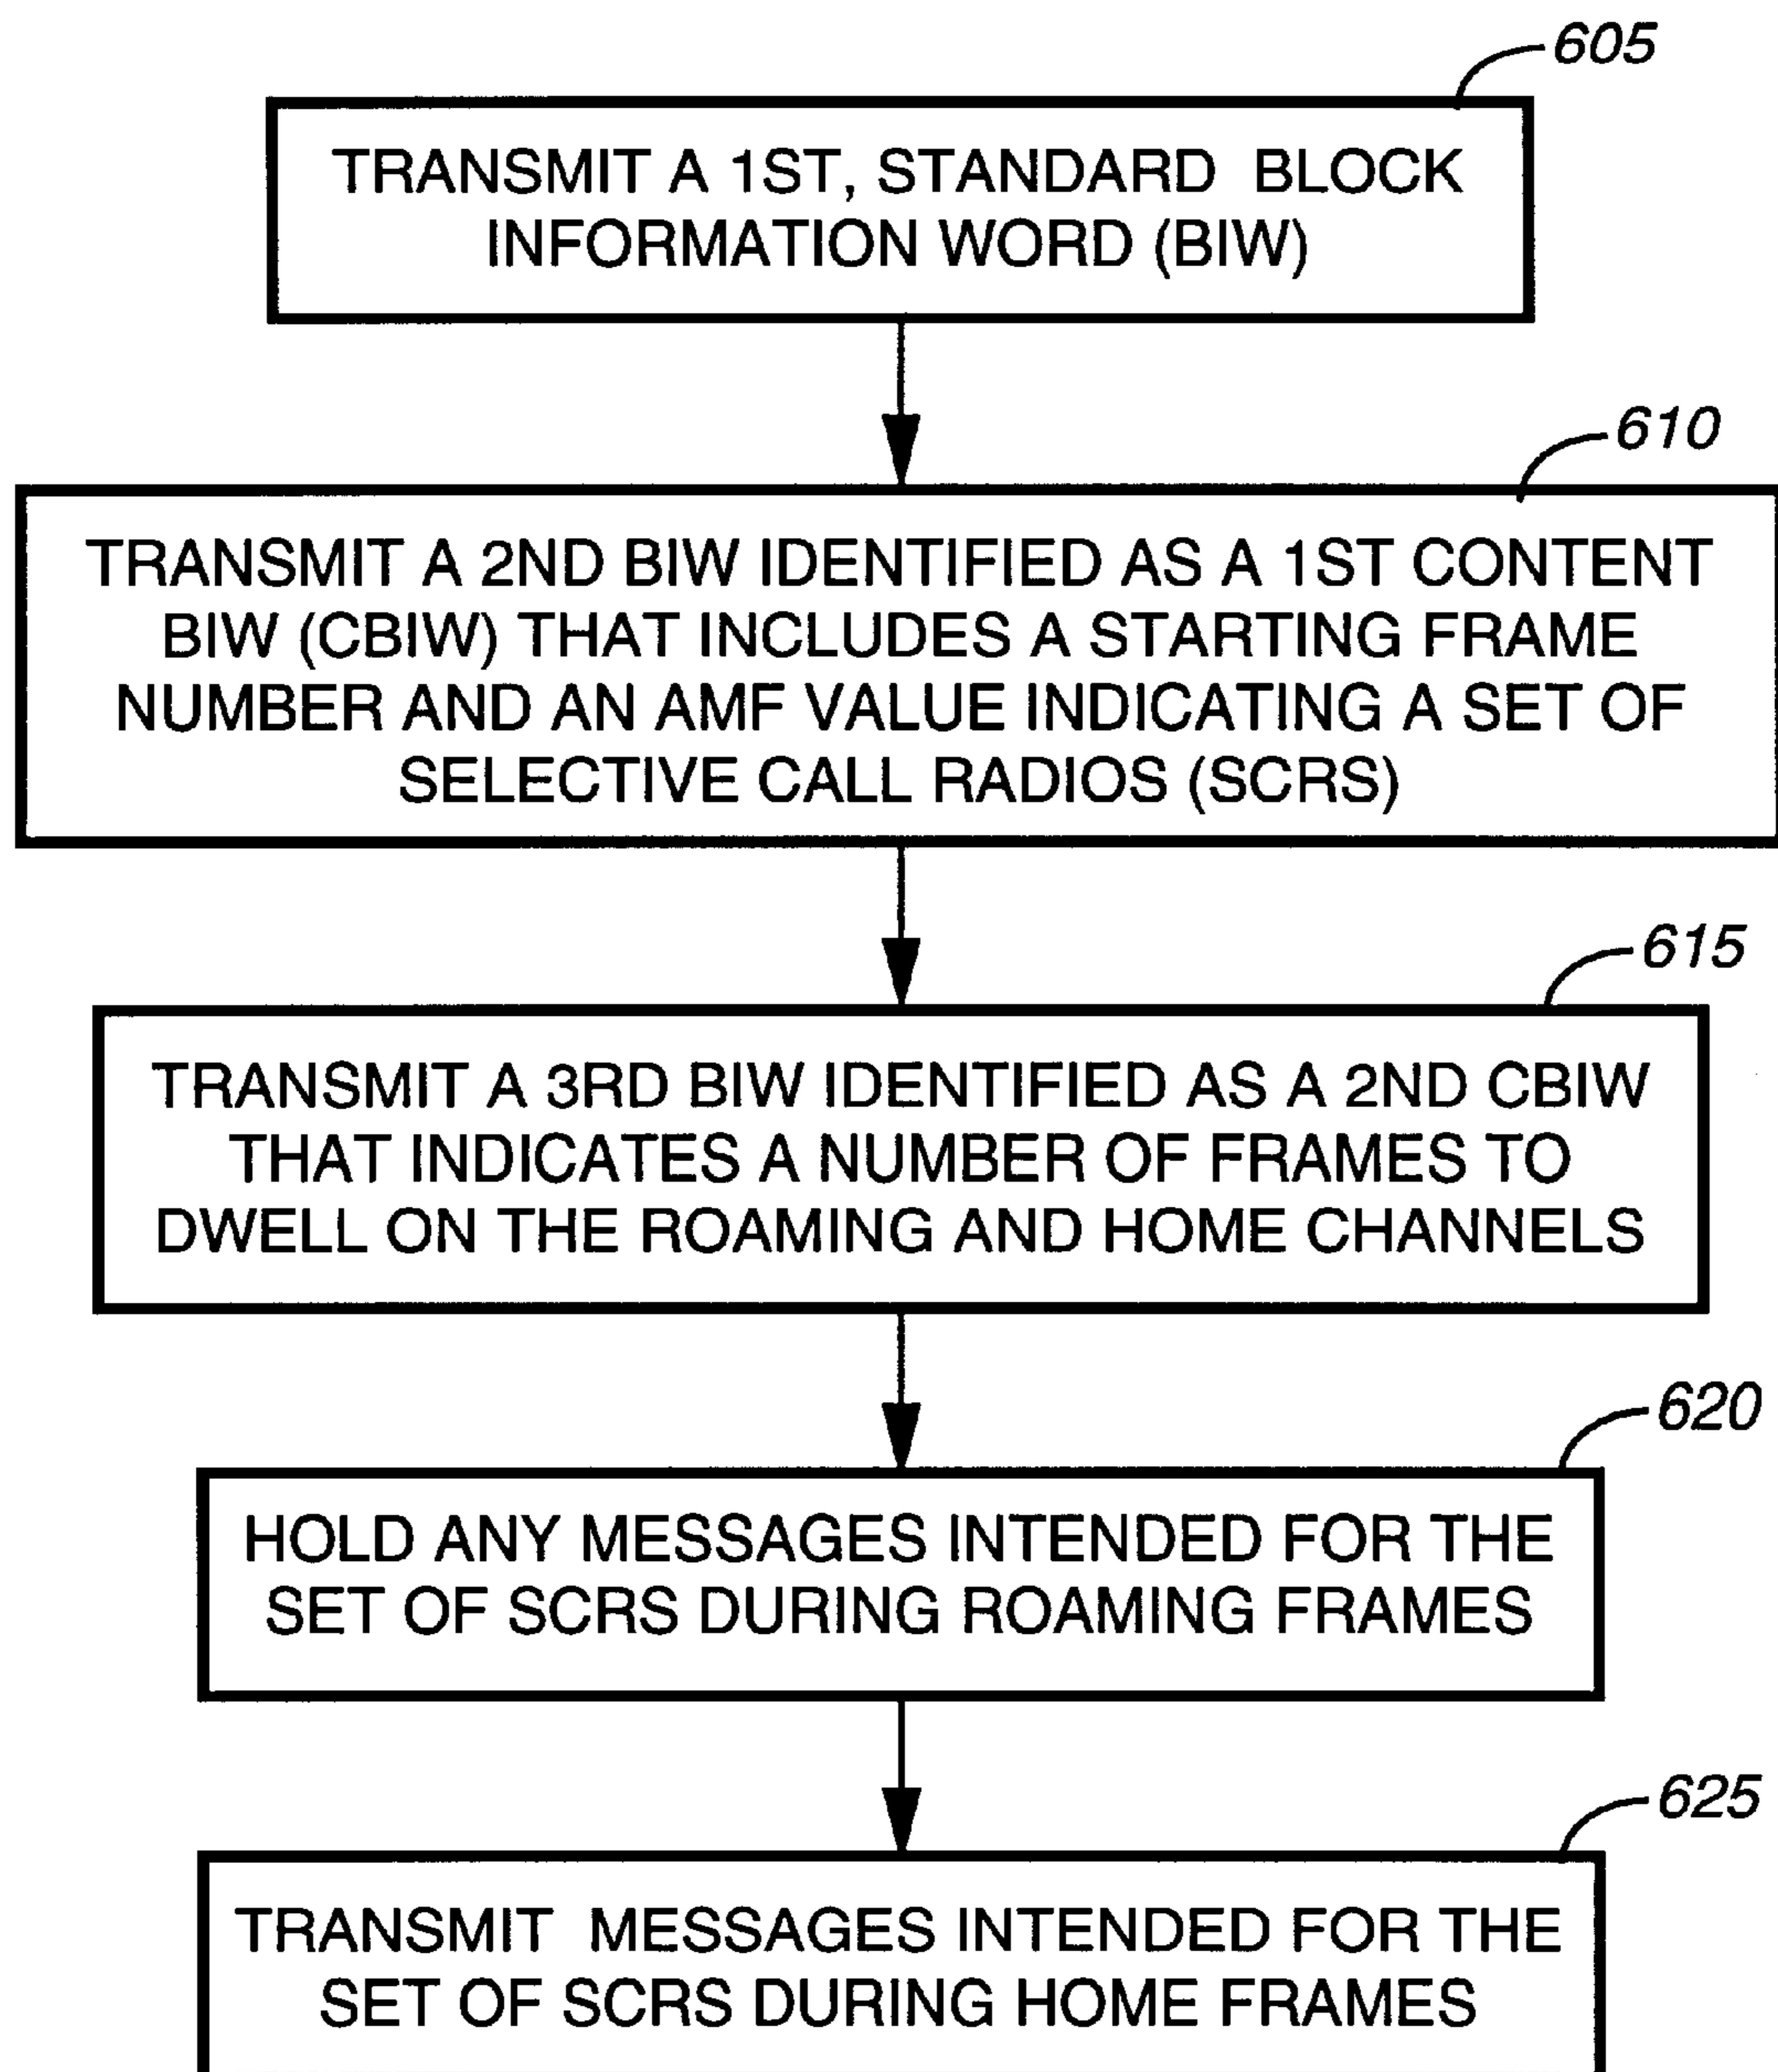 605
TRANSMIT A 1ST, STANDARD BLOCK
INFORMATION WORD (BIW)
610
TRANSMIT A 2ND BIW IDENTIFIED AS A 1ST CONTENT
BIW (CBIW) THAT INCLUDES A STARTING FRAME
NUMBER AND AN AMF VALUE INDICATING A SET OF
SELECTIVE CALL RADIOS (SCRS)
615
TRANSMIT A 3RD BIW IDENTIFIED AS A 2ND CBIW
THAT INDICATES A NUMBER OF FRAMES TO
DWELL ON THE ROAMING AND HOME CHANNELS
620
HOLD ANY MESSAGES INTENDED FOR THE
SET OF SCRS DURING ROAMING FRAMES
625
TRANSMIT MESSAGES INTENDED FOR THE
SET OF SCRS DURING HOME FRAMES